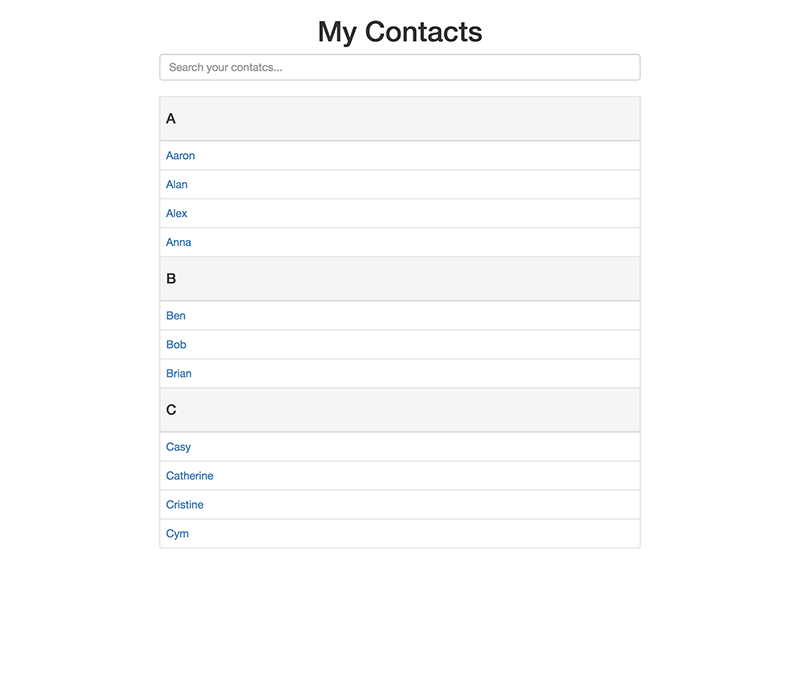 My Contacts
Search your contatcs...
A
Aaron
Alan
Alex
Anna
B
Ben
Bob
Brian
C
Casy
Catherine
Cristine
Cym